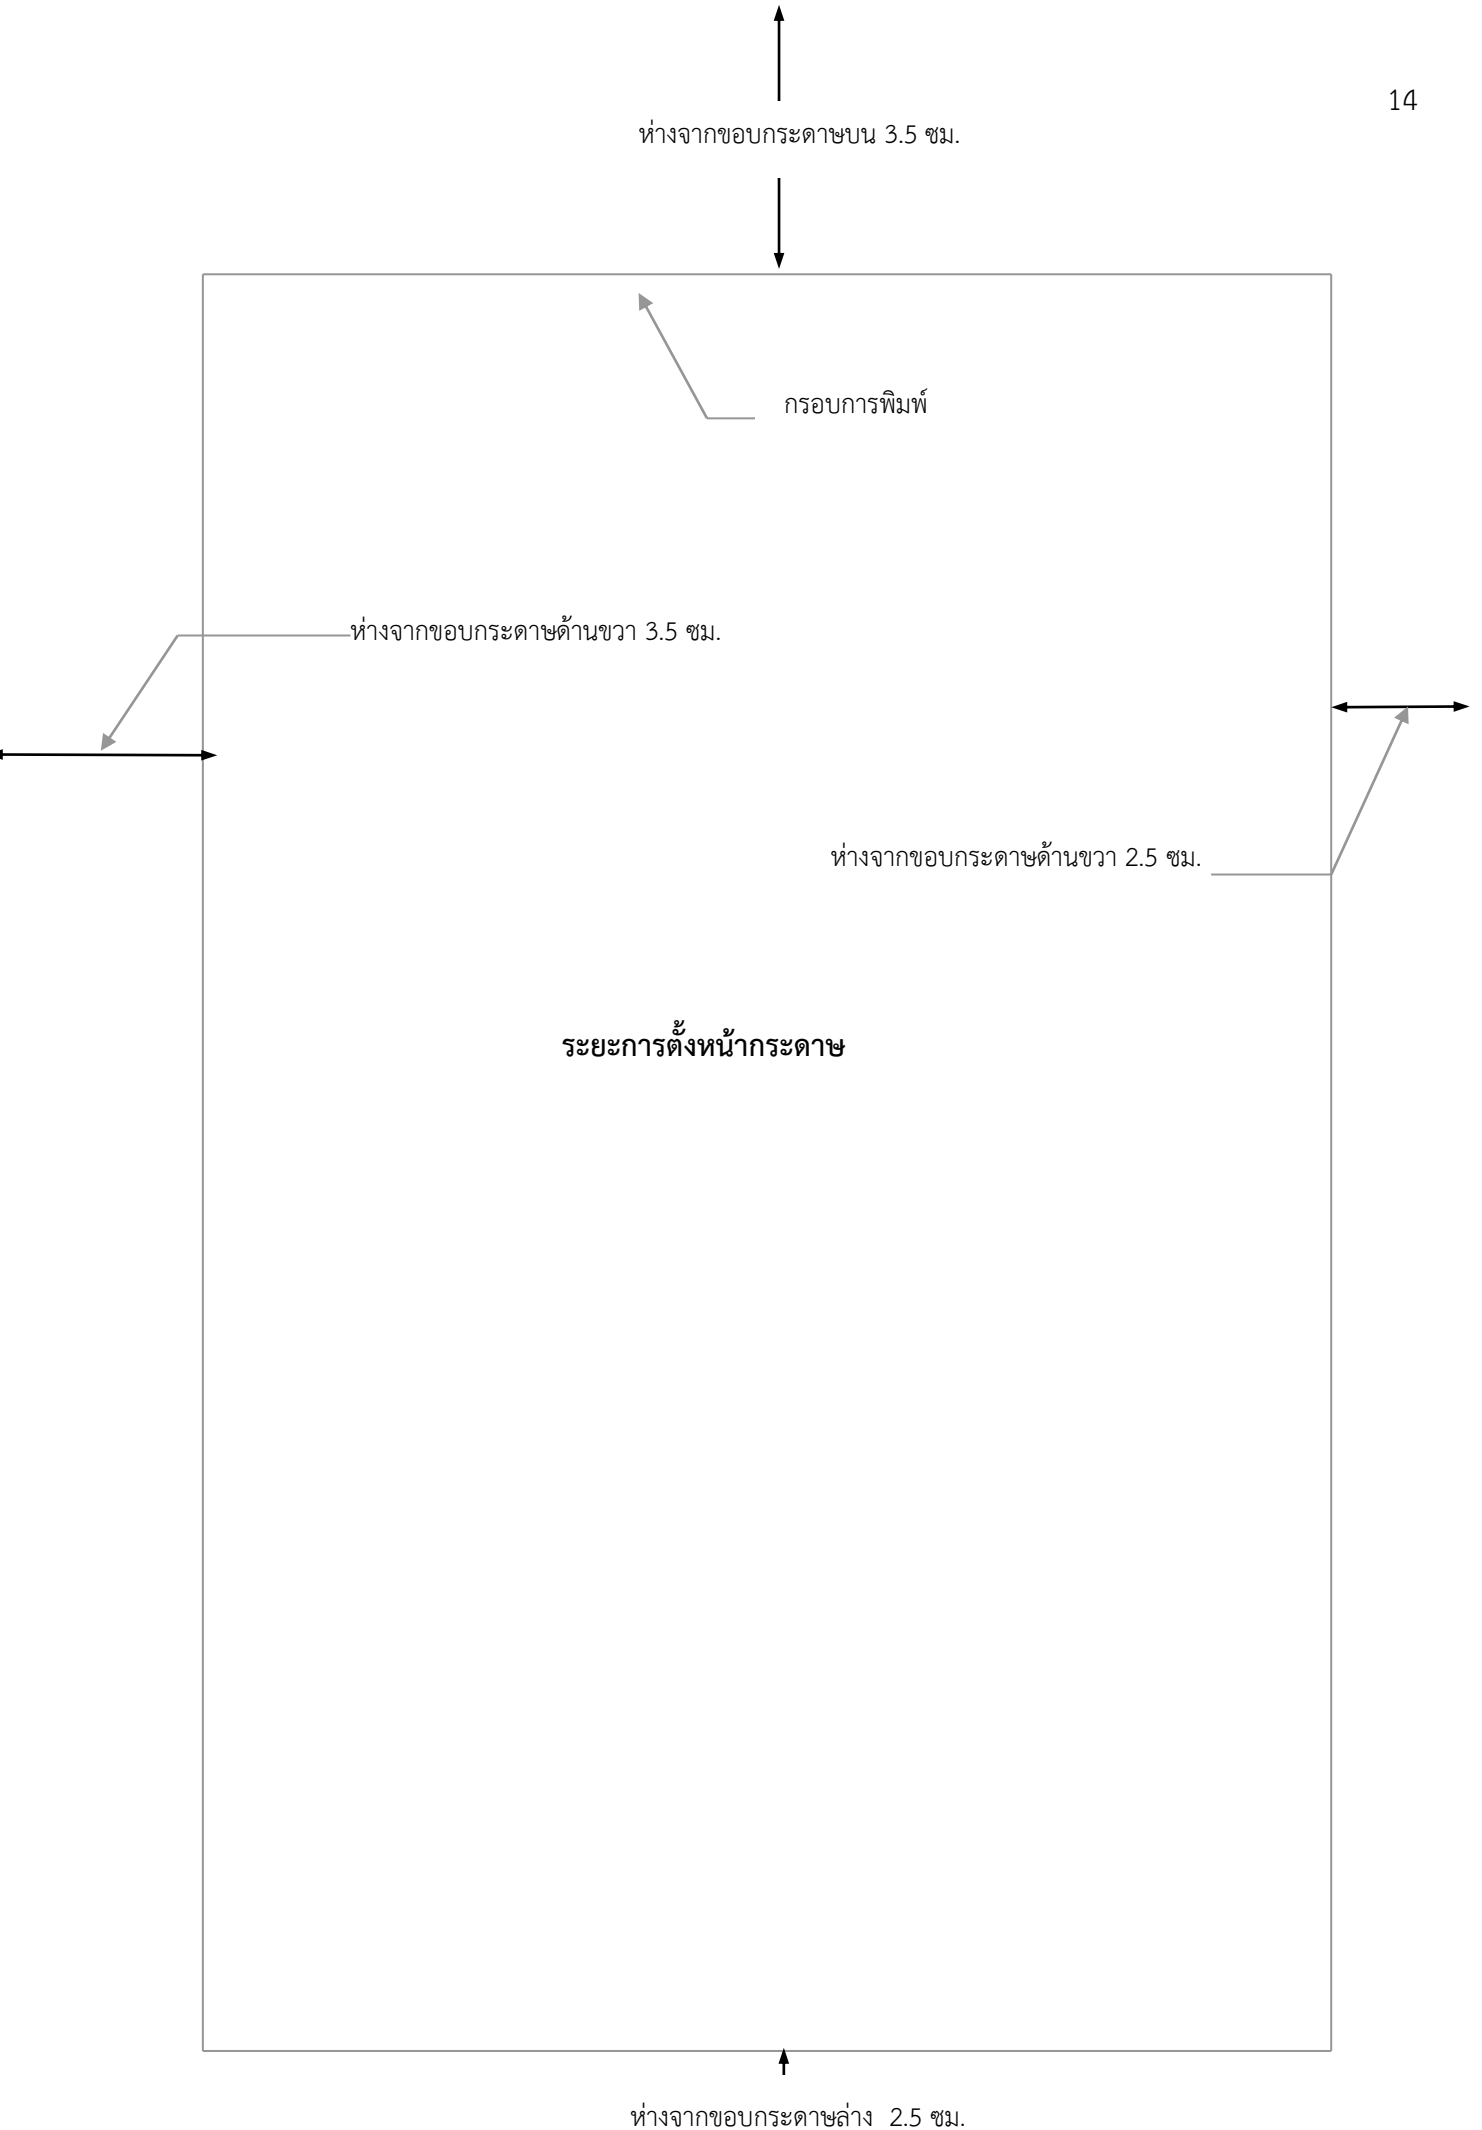 14
ห่างจากขอบกระดาษบน 3.5 ซม.
กรอบการพิมพ์
ห่างจากขอบกระดาษด้านขวา 3.5 ซม.
ห่างจากขอบกระดาษด้านขวา 2.5 ซม.
ระยะการตั้งหน้ากระดาษ
ห่างจากขอบกระดาษล่าง 2.5 ซม.